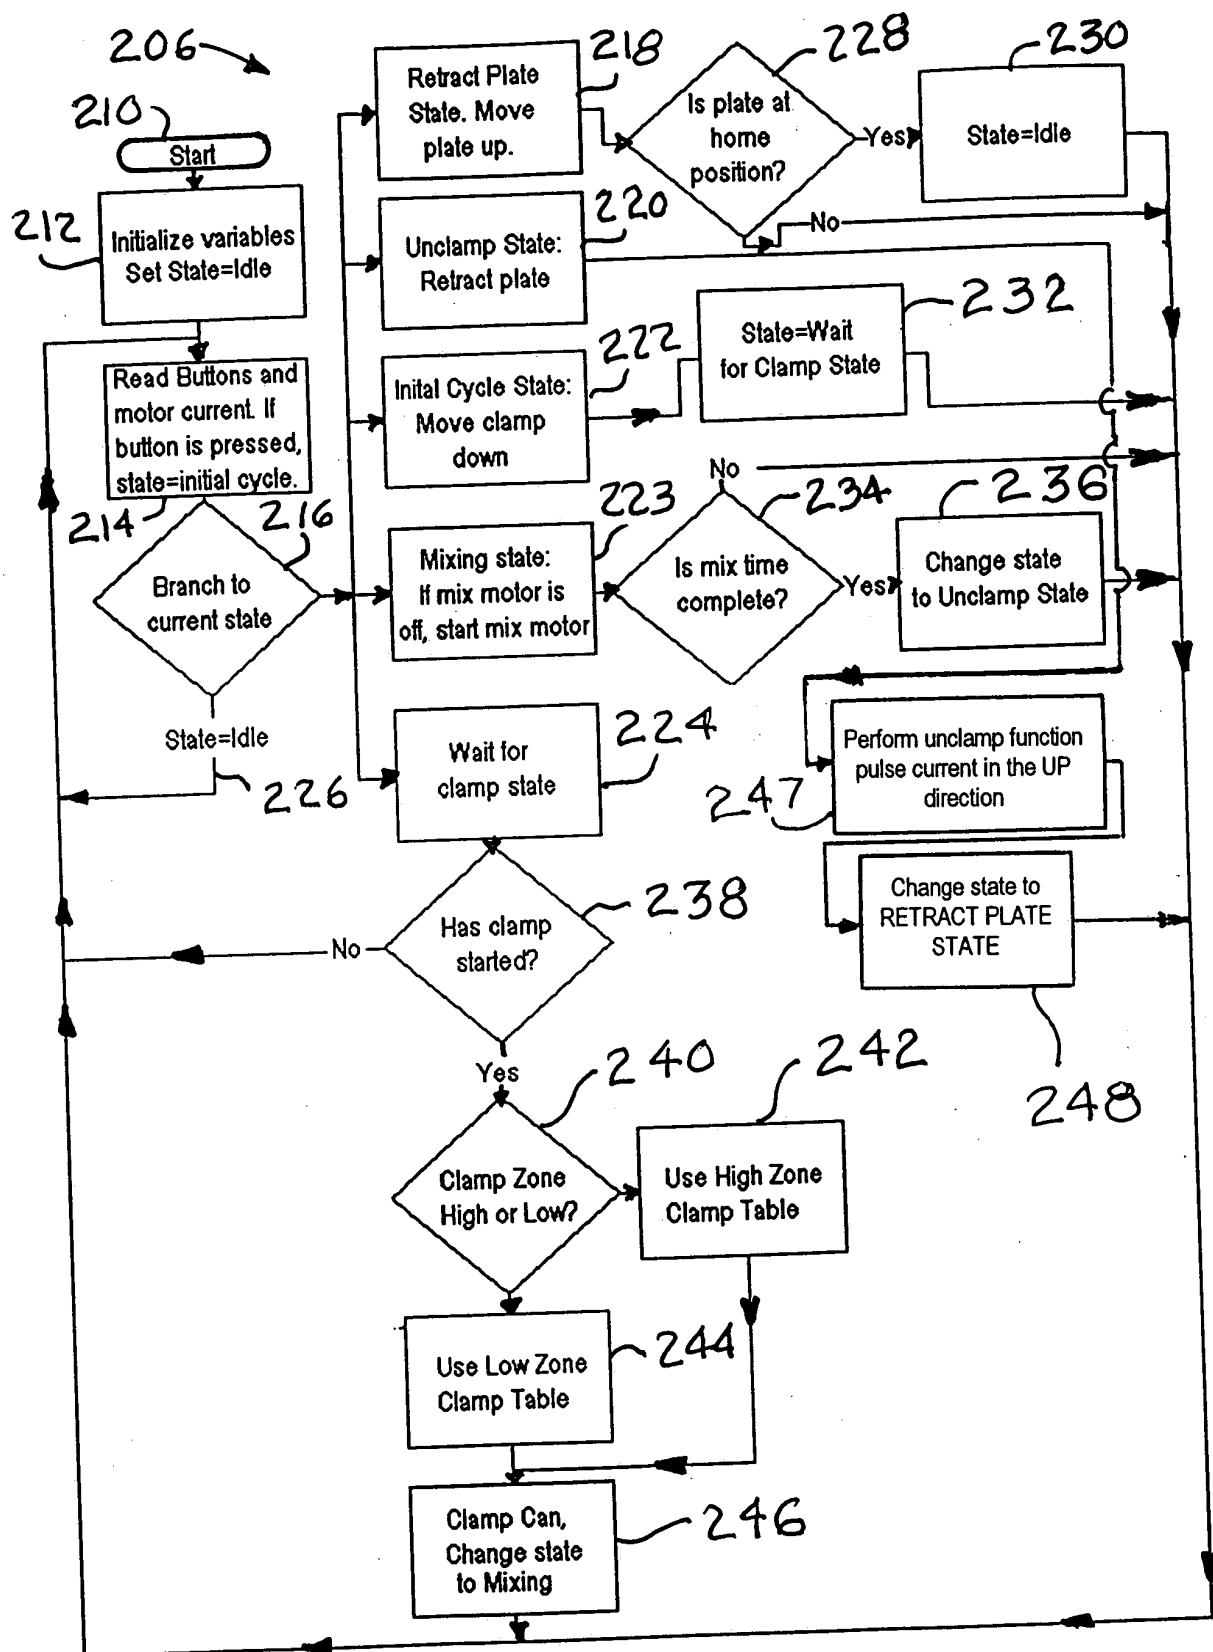 206
210
Start
212
Initialize variables
Set State=Idle
Read Buttons and
motor current. If
button is pressed,
state=initial cycle.
214
216
Branch to
current state
State=Idle
226
218
Retract Plate
State. Move
plate up.
228
Is plate at
home
position?
Yes
230
State=Idle
No
220
Unclamp State:
Retract plate
222
Inital Cycle State:
Move clamp
down
232
State=Wait
for Clamp State
223
Mixing state:
If mix motor is
off, start mix motor
No
234
Is mix time
complete?
Yes
236
Change state
to Unclamp State
224
Wait for
clamp state
247
Perform unclamp function
pulse current in the UP
direction
Change state to
RETRACT PLATE
STATE
248
238
Has clamp
started?
No
Yes
240
Clamp Zone
High or Low?
242
Use High Zone
Clamp Table
244
Use Low Zone
Clamp Table
246
Clamp Can,
Change state
to Mixing